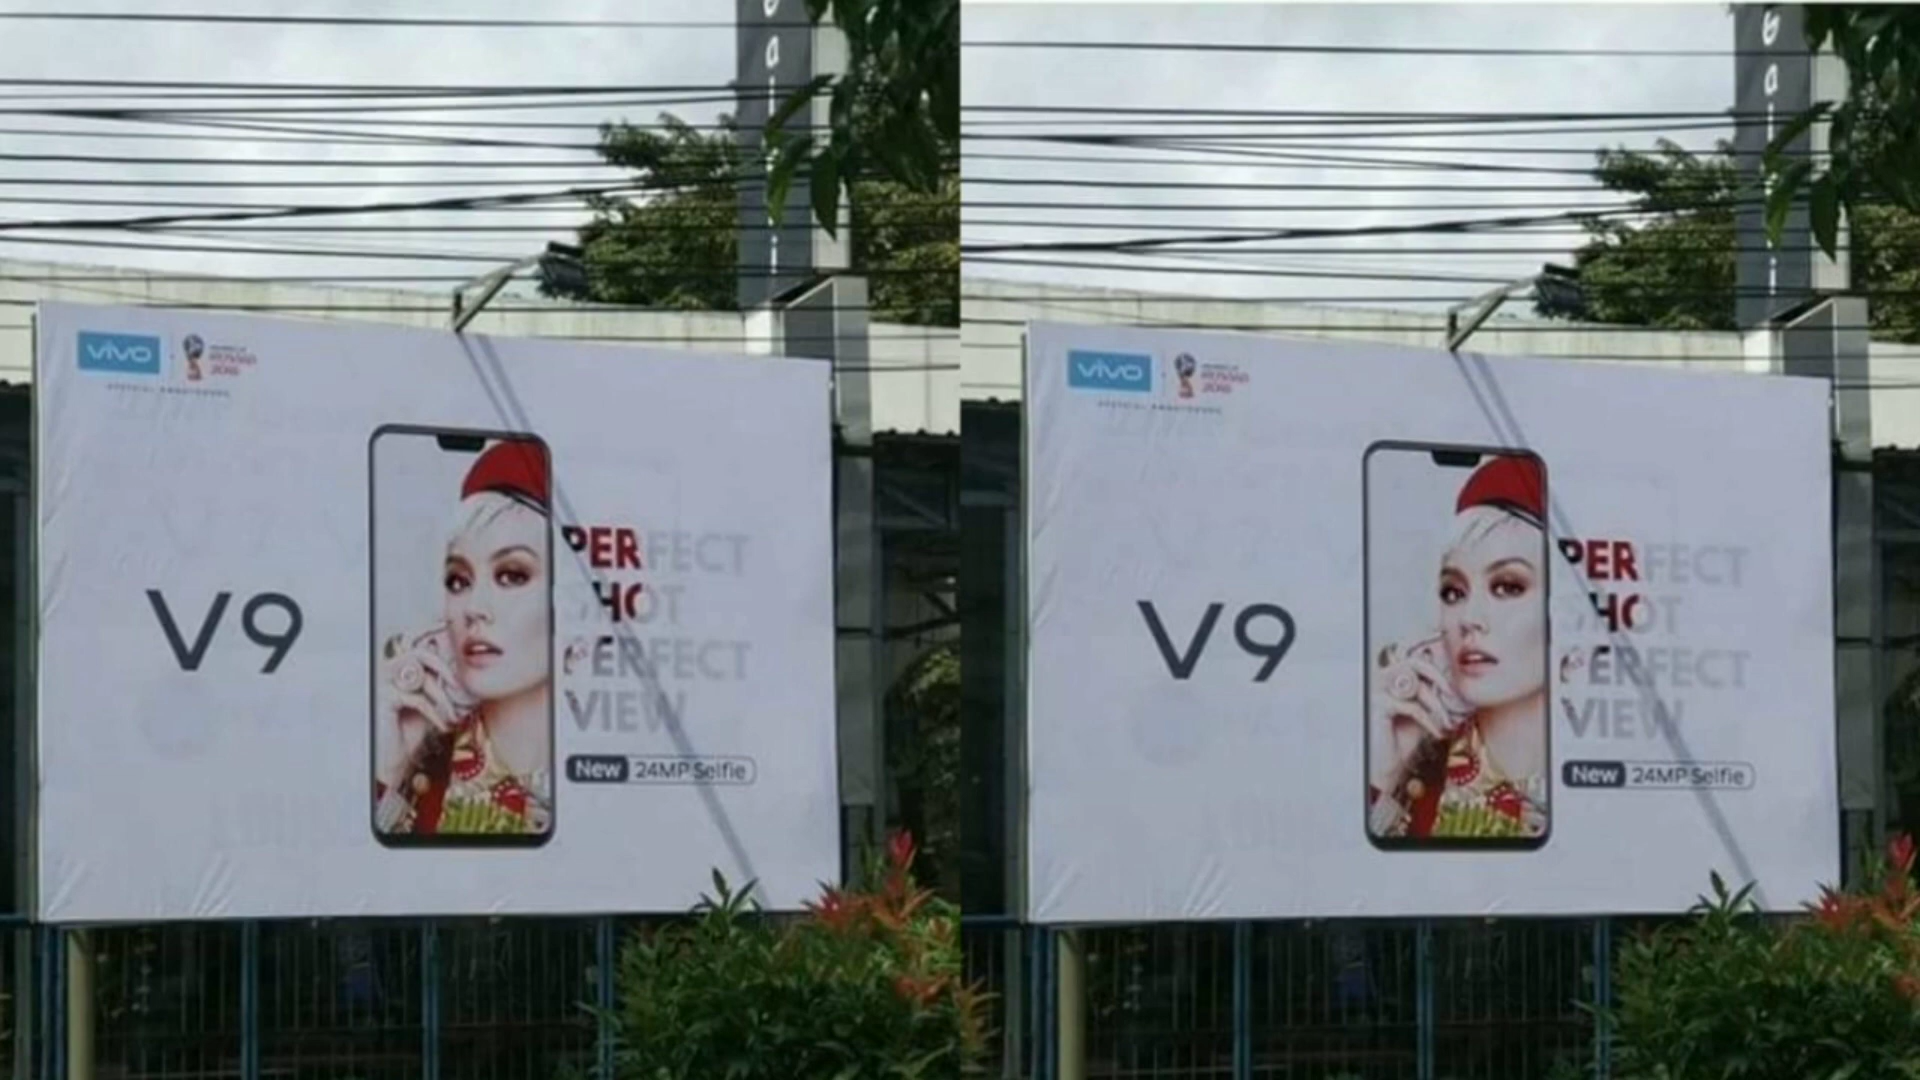 vivo
V9
PERFECT
SHOT
PERFECT
VIEW
New 24MP Selfie
vivo
V9
PERFECT
SHOT
PERFECT
VIEW
New 24MP Selfie